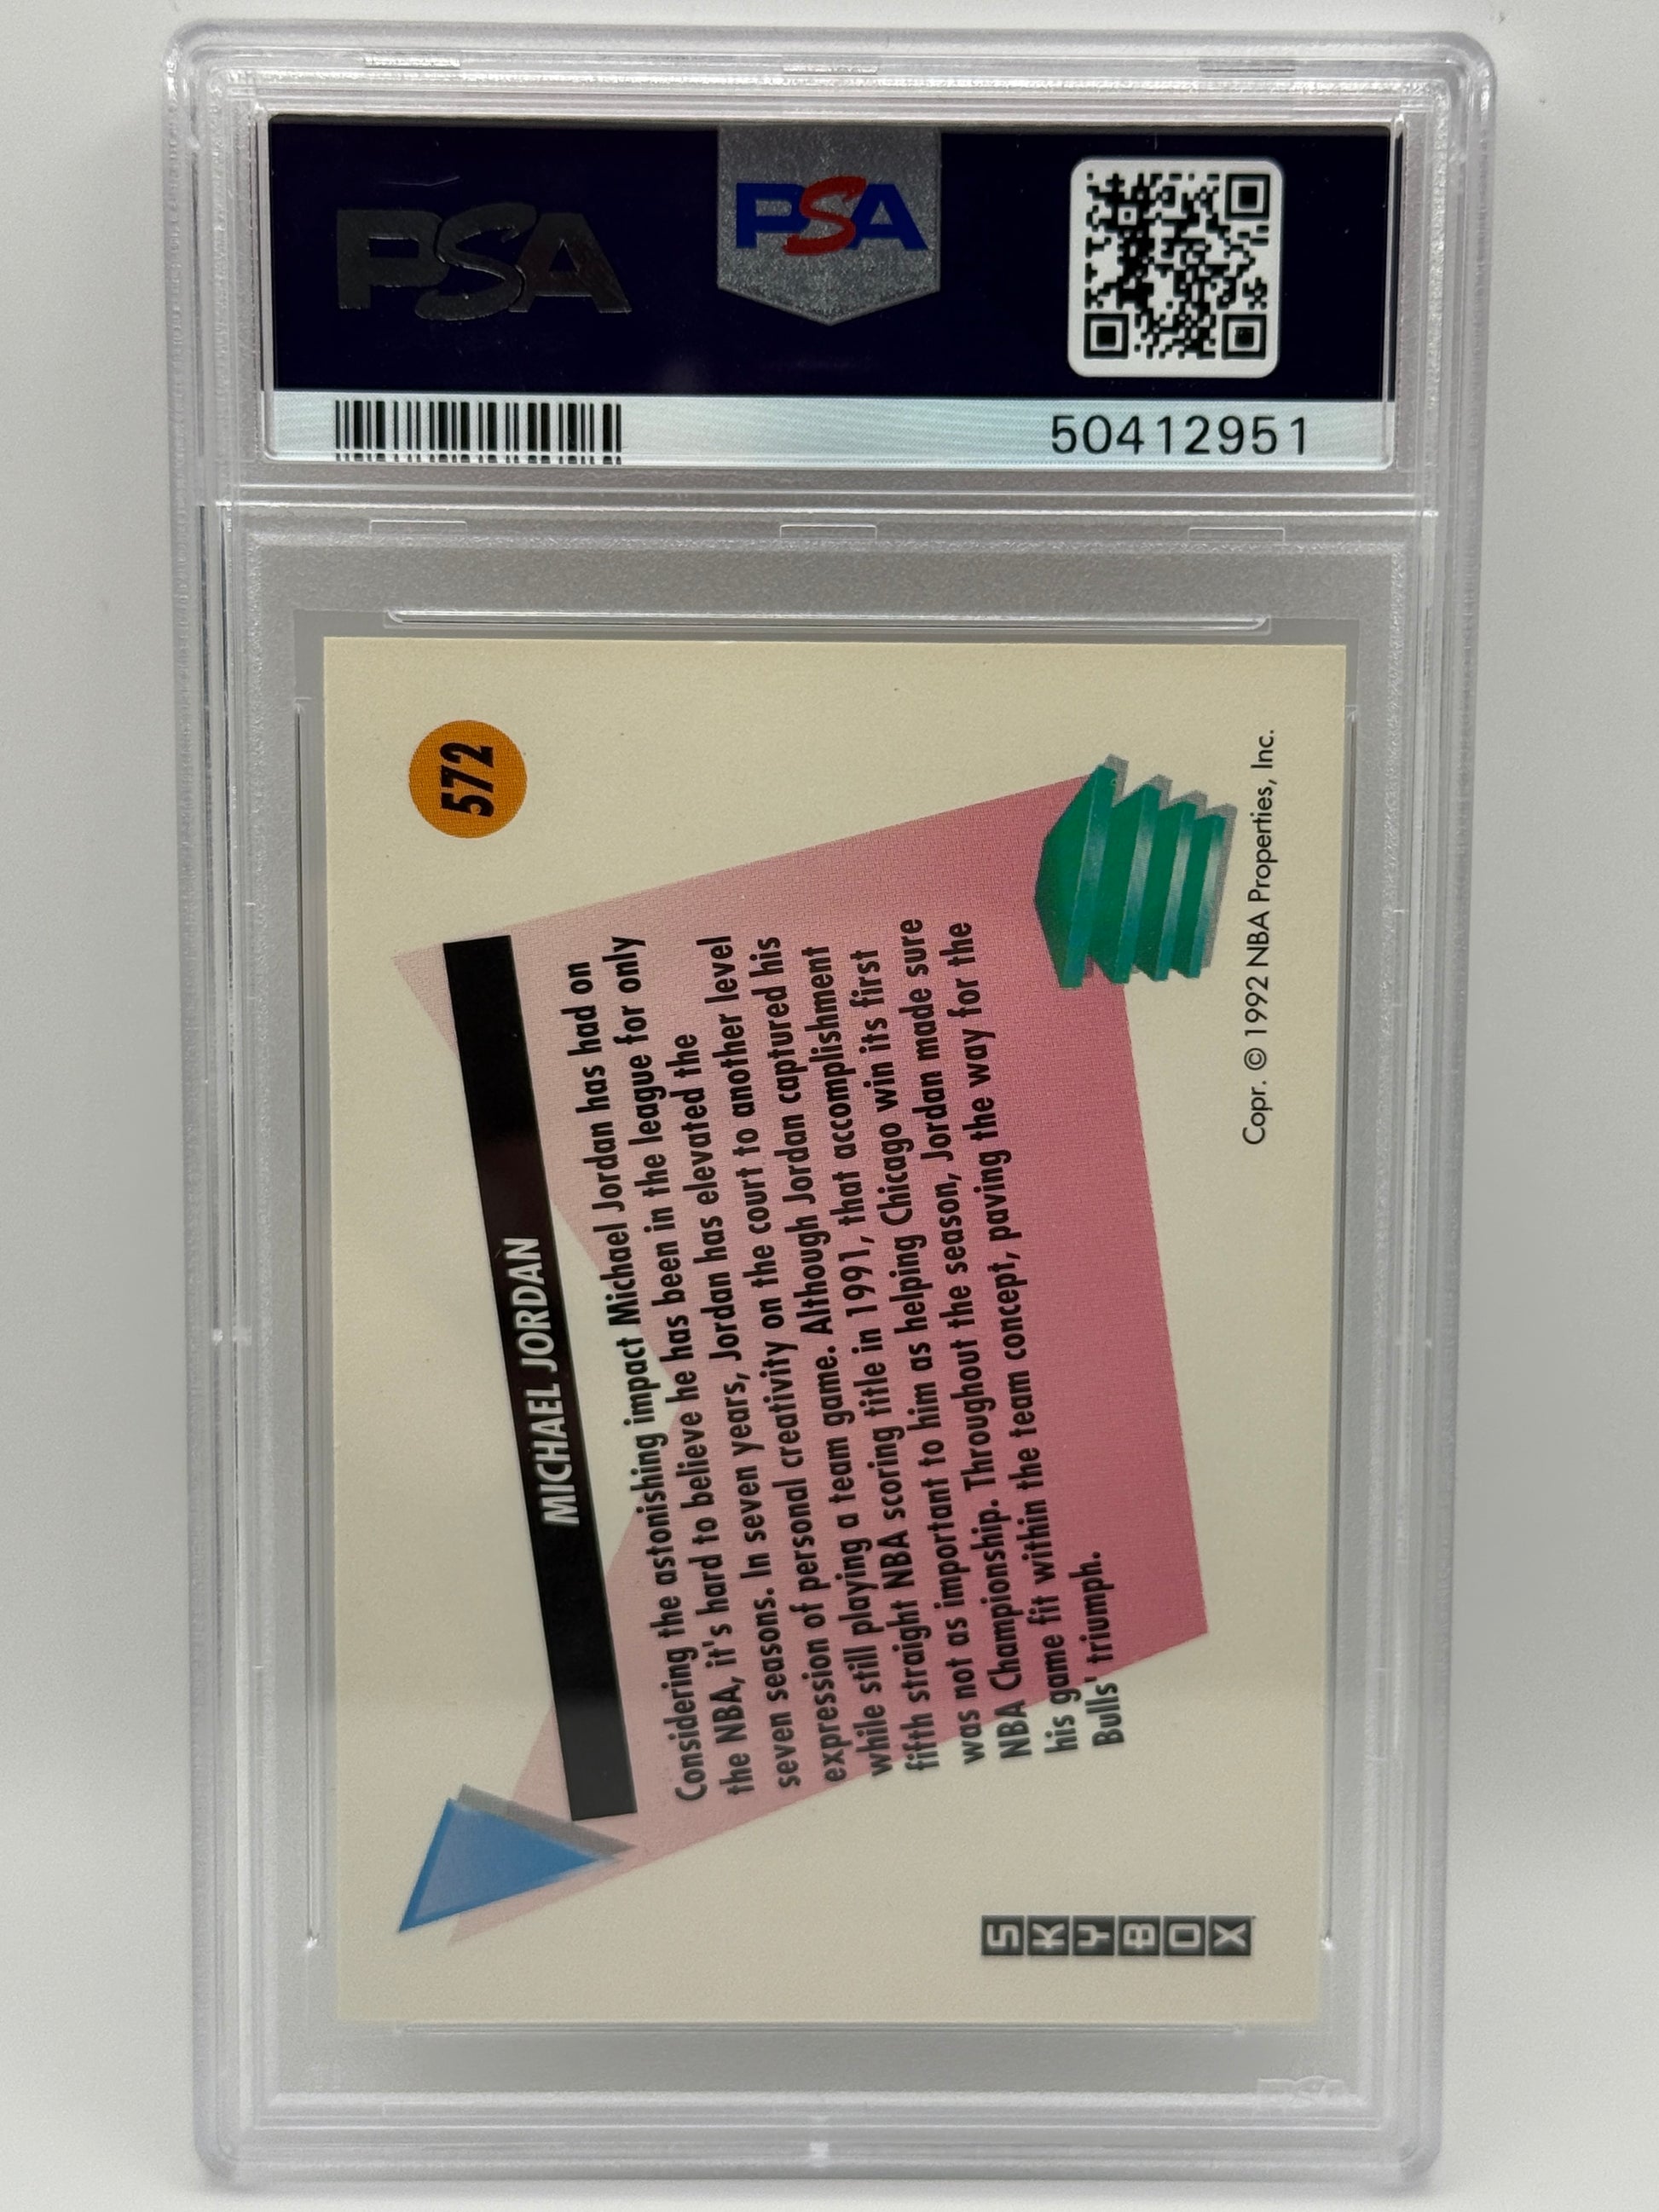 PSA
PSA
50412951
572
MICHAEL JORDAN
Considering the astonishing impact Michael Jordan has had on
the NBA, it's hard to believe he has been in the league for only
seven seasons. In seven years, Jordan has elevated the
expression of personal creativity on the court to another level
while still playing a team game. Although Jordan captured his
fifth straight NBA scoring title in 1991, that accomplishment
was not as important to him as helping Chicago win its first
NBA Championship. Throughout the season, Jordan made sure
his game fit within the team concept, paving the way for the
Bulls' triumph.
SKYBOX
Copr. © 1992 NBA Properties, Inc.
PSA